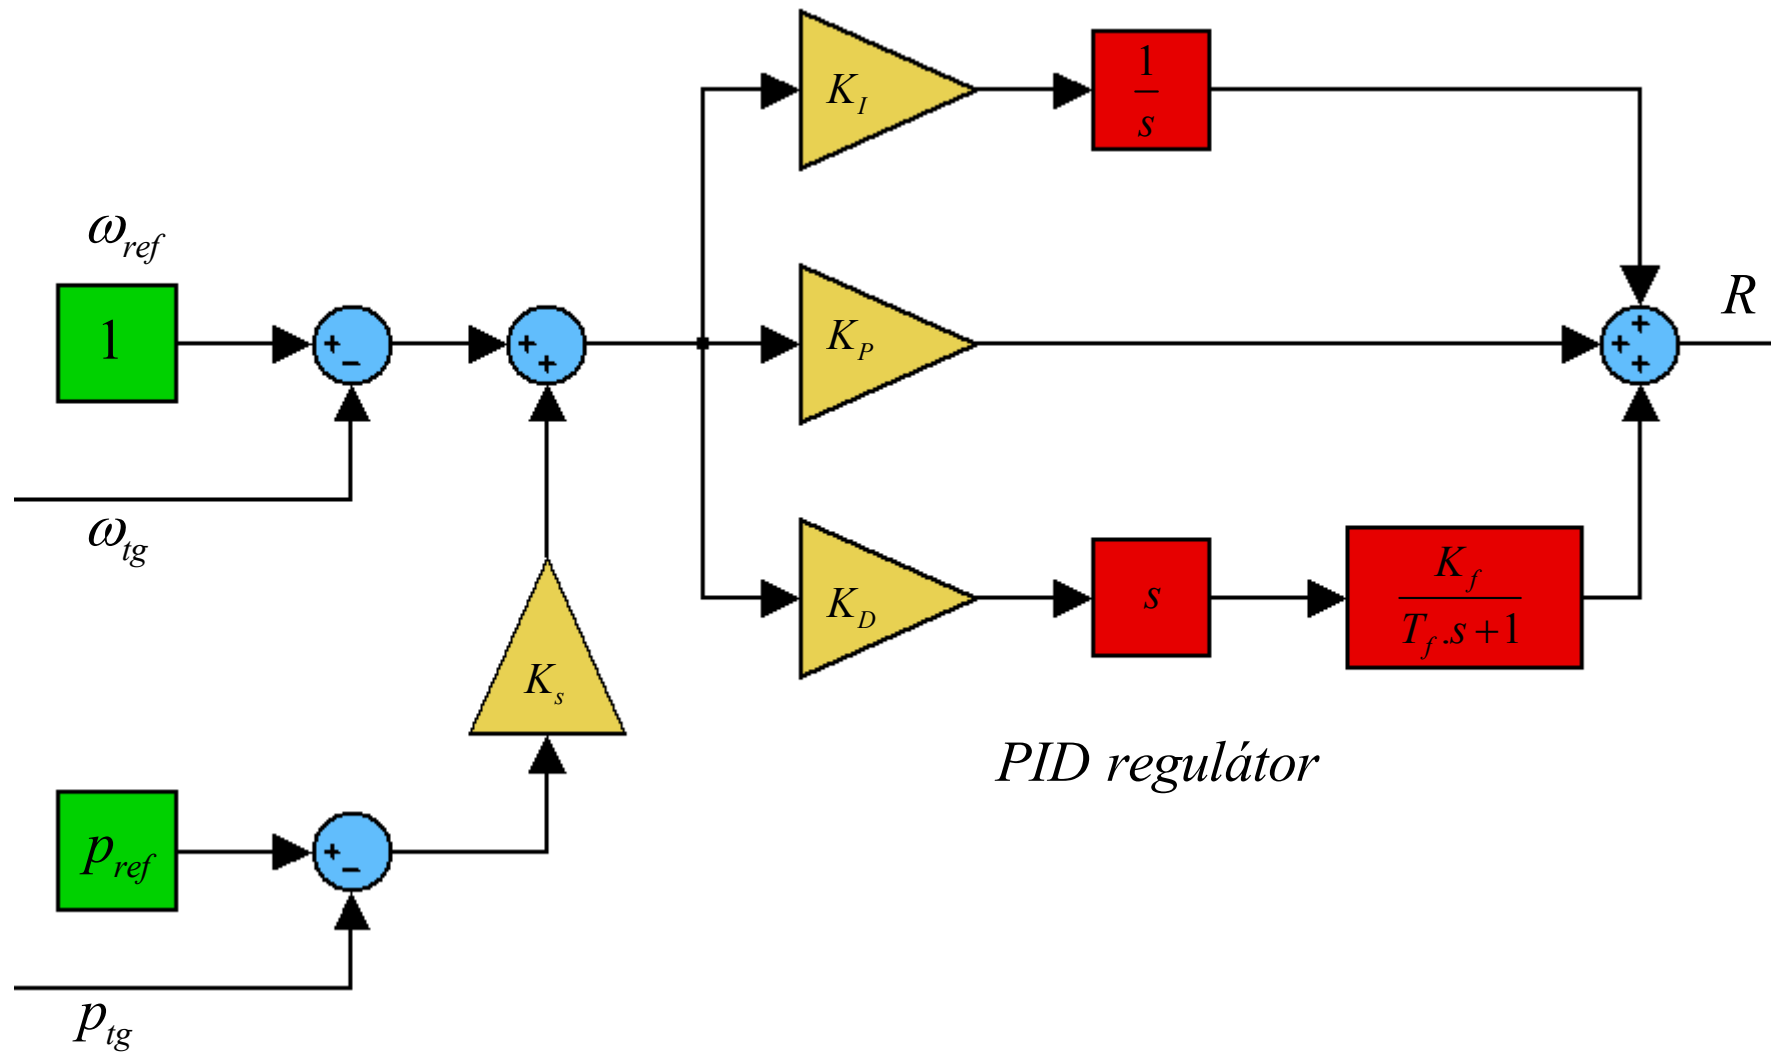 K_I
1
s
ω_ref
1
+
−
+
+
K_P
+
+
+
R
ω_tg
K_D
s
K_f
T_f.s+1
K_s
PID regulátor
p_ref
+
−
p_tg